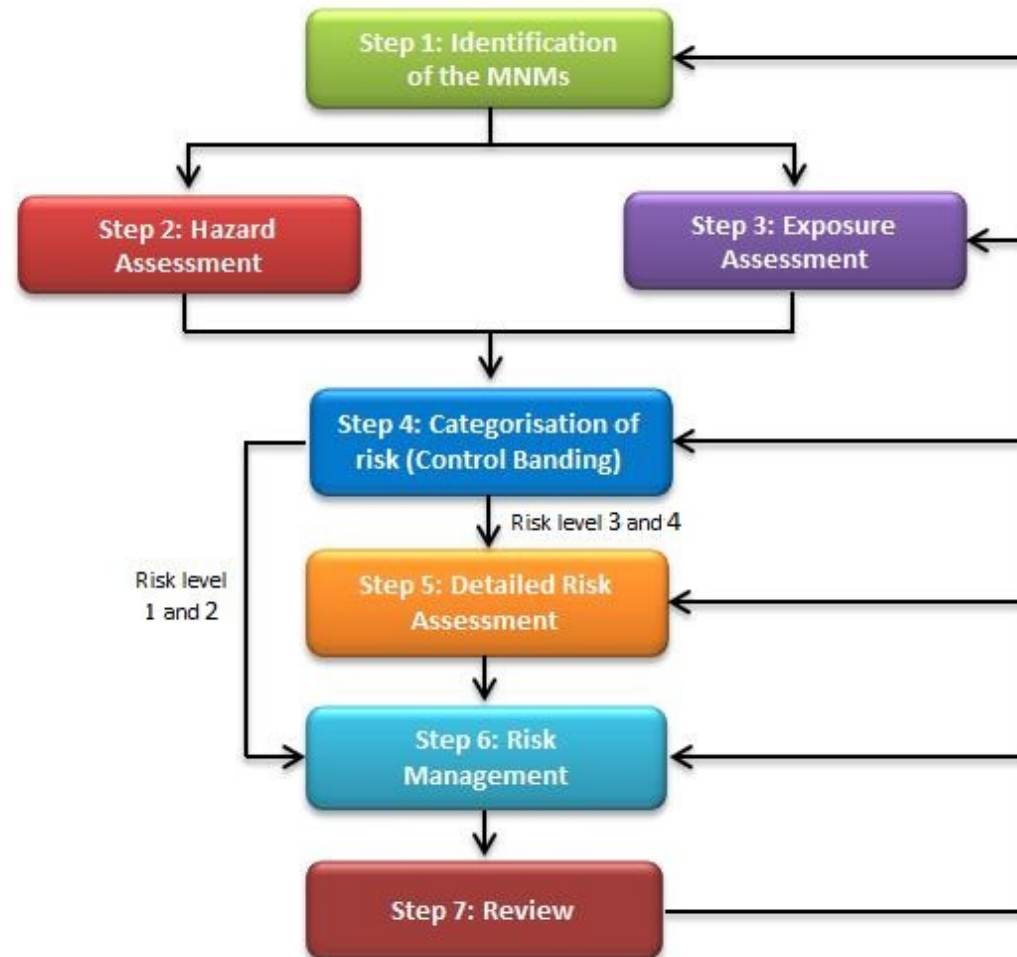 Step 1: Identification
of the MNMs
Step 2: Hazard
Assessment
Step 3: Exposure
Assessment
Step 4: Categorisation of
risk (Control Banding)
Risk level 3 and 4
Risk level
1 and 2
Step 5: Detailed Risk
Assessment
Step 6: Risk
Management
Step 7: Review